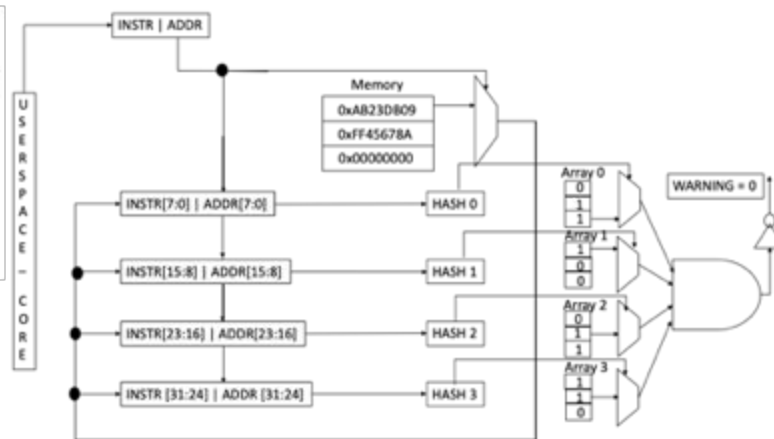 INSTR | ADDR
USERSPACE – CORE
Memory
0xAB23DB09
0xFF45678A
0x00000000
INSTR[7:0] | ADDR[7:0]
HASH 0
INSTR[15:8] | ADDR[15:8]
HASH 1
INSTR[23:16] | ADDR[23:16]
HASH 2
INSTR [31:24] | ADDR [31:24]
HASH 3
Array 0
0
1
1
Array 1
1
0
0
Array 2
0
1
1
Array 3
1
1
0
WARNING = 0